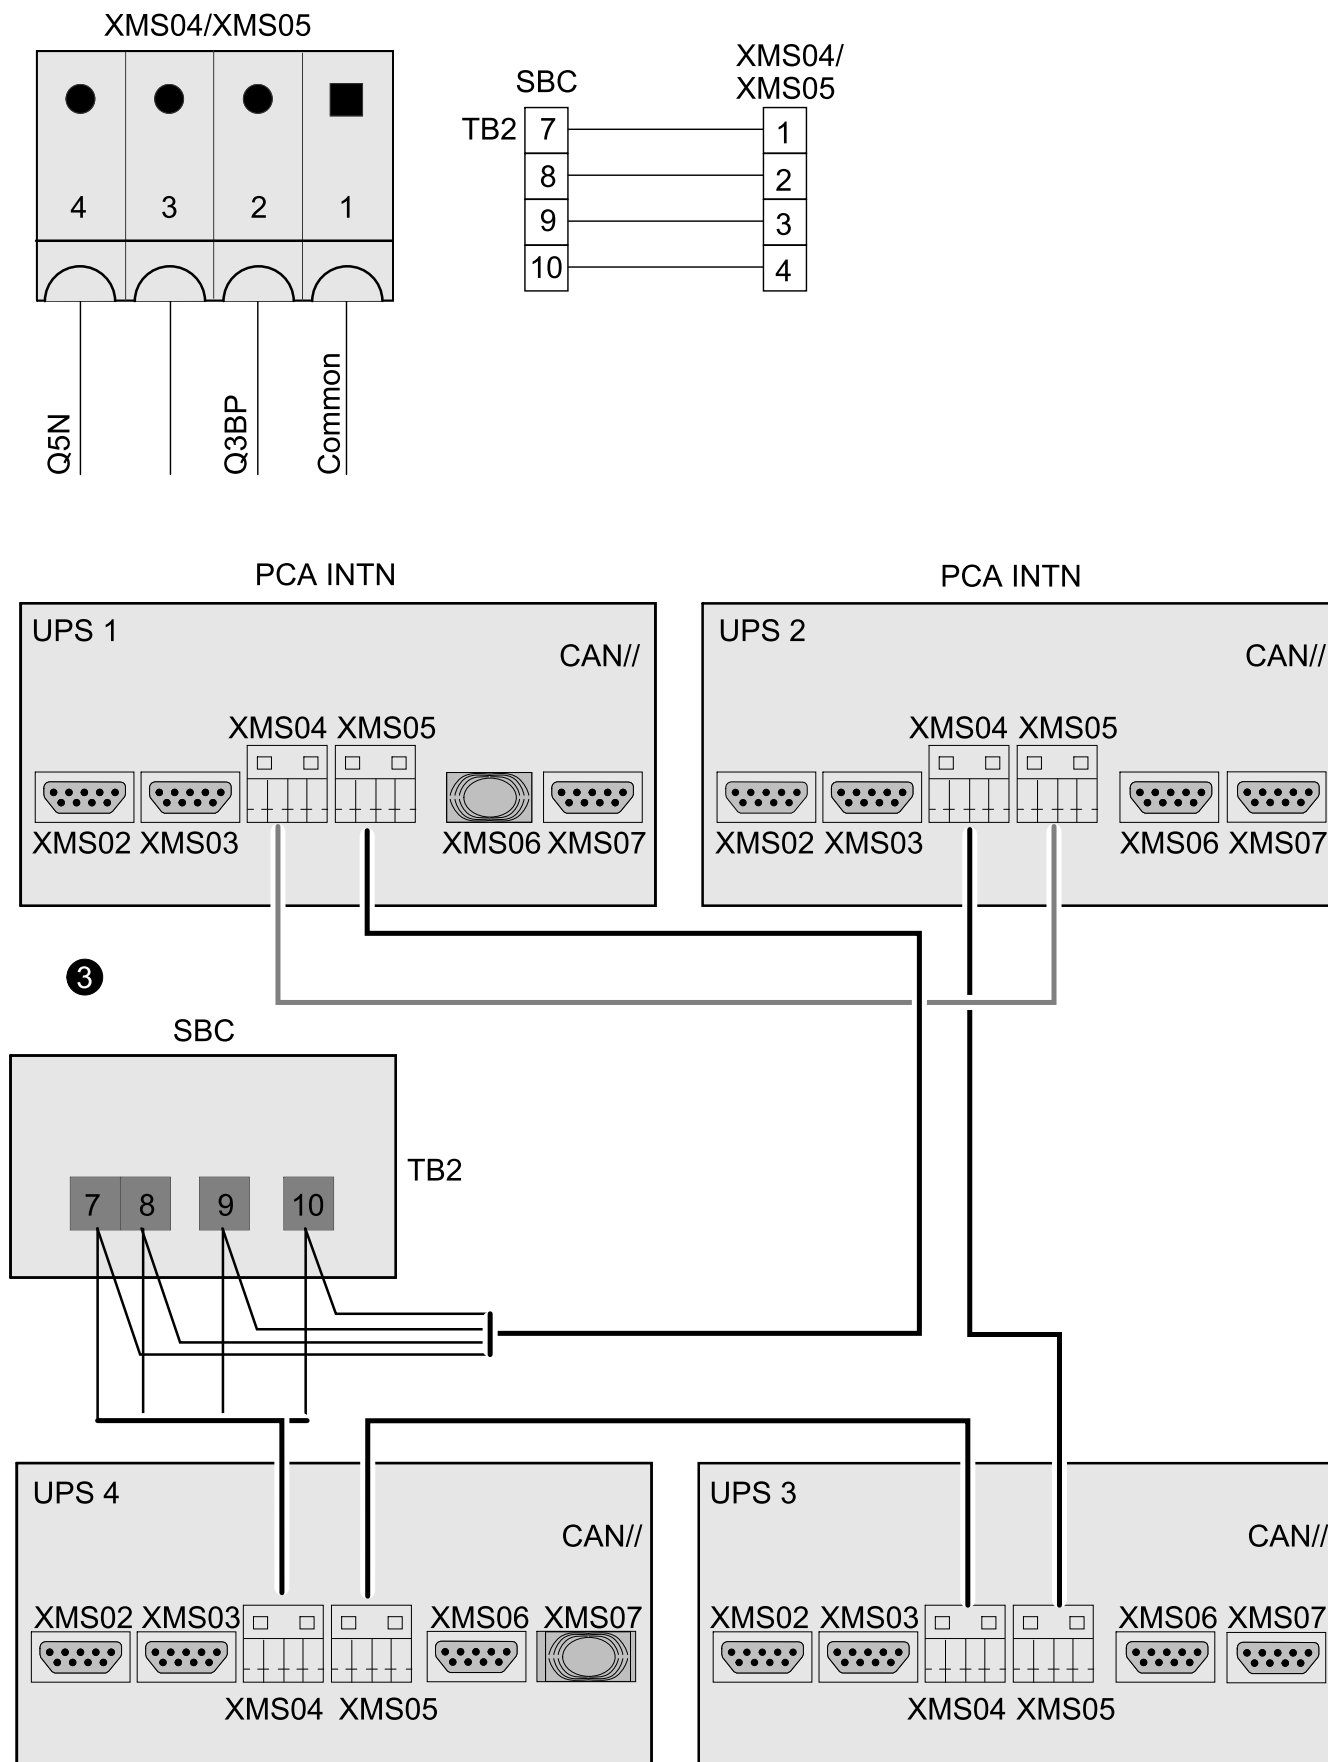 XMS04/XMS05
4 3 2 1
Q5N
Q3BP
Common
SBC
XMS04/
XMS05
TB2 7 1
8 2
9 3
10 4
PCA INTN
UPS 1
CAN//
XMS04 XMS05
XMS02 XMS03 XMS06 XMS07
PCA INTN
UPS 2
CAN//
XMS04 XMS05
XMS02 XMS03 XMS06 XMS07
3
SBC
TB2
7 8 9 10
UPS 4
CAN//
XMS02 XMS03 XMS06 XMS07
XMS04 XMS05
UPS 3
CAN//
XMS02 XMS03 XMS06 XMS07
XMS04 XMS05